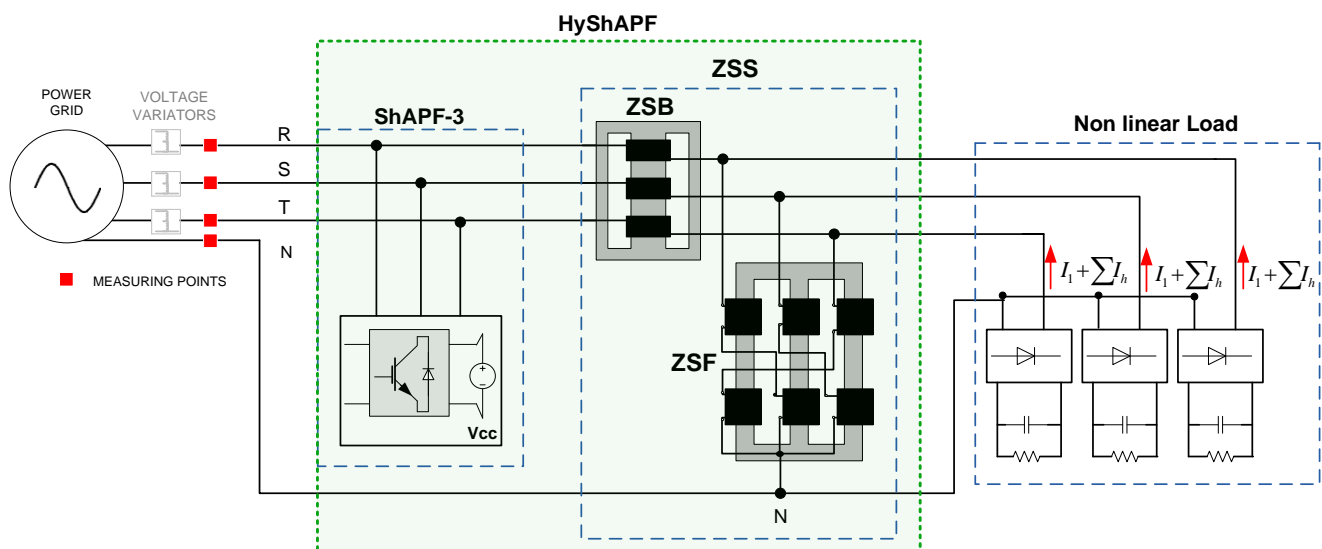 HyShAPF
ZSS
POWER
GRID
VOLTAGE
VARIATORS
ShAPF-3
ZSB
Non linear Load
R
S
T
N
MEASURING POINTS
I₁+∑Iₕ
I₁+∑Iₕ
I₁+∑Iₕ
ZSF
Vcc
N